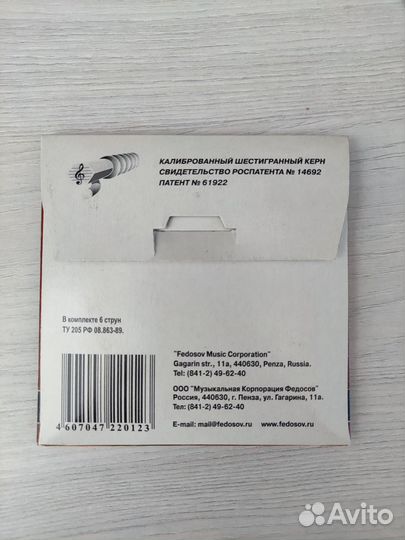 КАЛИБРОВАННЫЙ ШЕСТИГРАННЫЙ КЕРН
СВИДЕТЕЛЬСТВО РОСПАТЕНТА № 14692
ПАТЕНТ № 61922
В комплекте 6 струн
ТУ 205 РФ 08.863-89.
"Fedosov Music Corporation"
Gagarin str., 11a, 440630, Penza, Russia.
Tel: (841-2) 49-62-40
ООО "Музыкальная Корпорация Федосов"
Россия, 440630, г. Пенза, ул. Гагарина, 11а.
Тел: (841-2) 49-62-40
E-mail: mail@fedosov.ru www.fedosov.ru
4607047220123
Avito